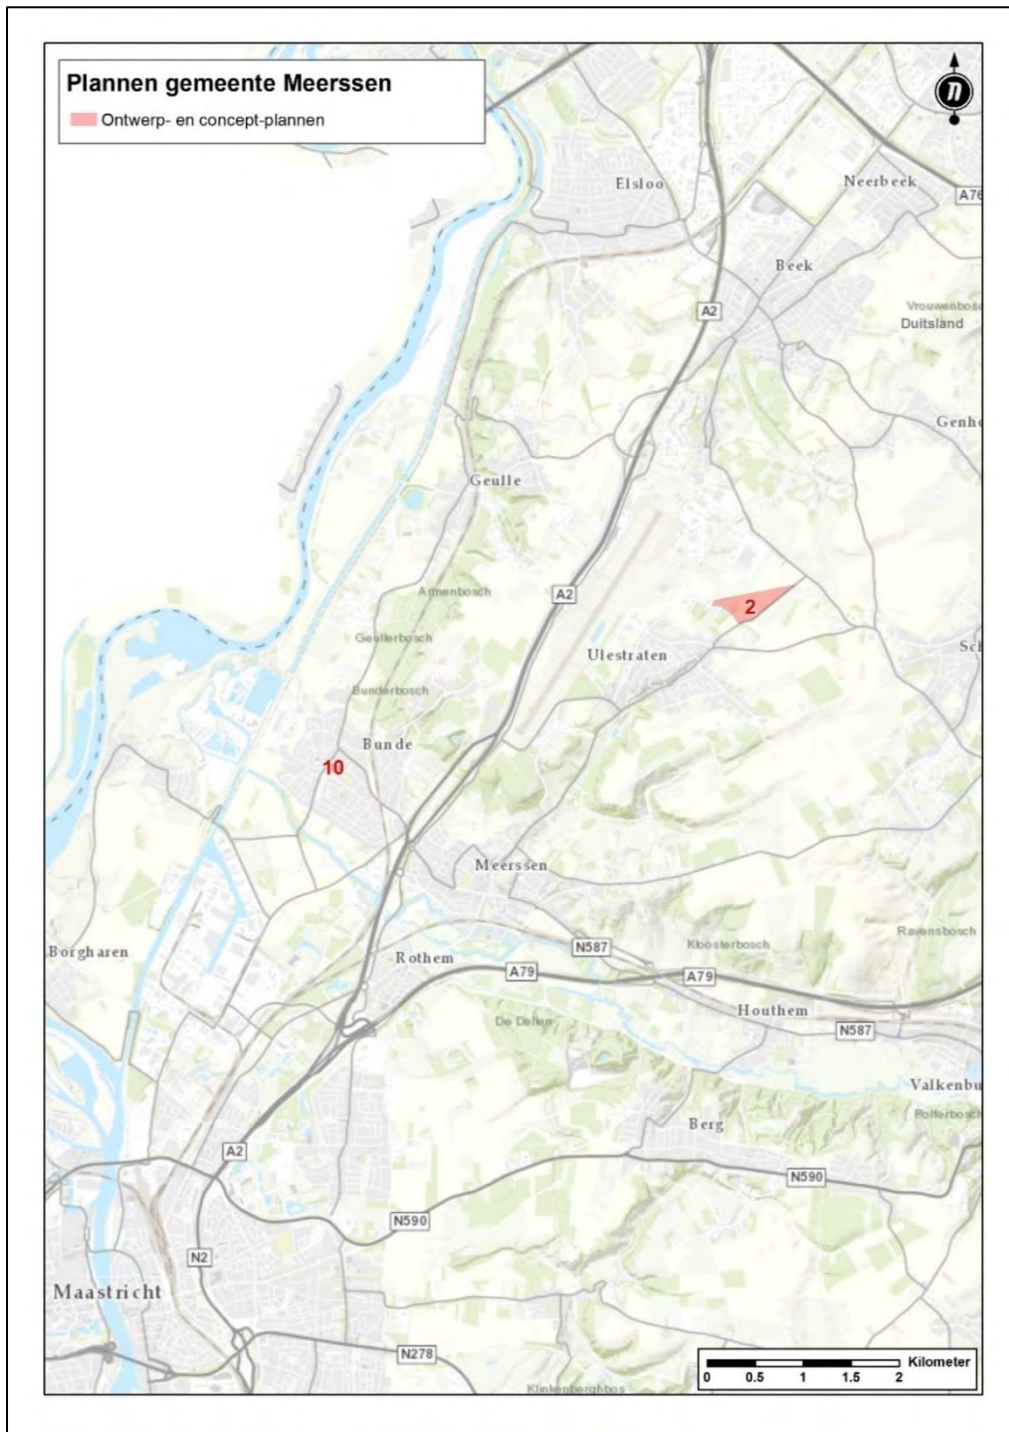 Plannen gemeente Meerssen
Ontwerp- en concept-plannen
n
Elsloo
Neerbeek
A76
Beek
Vrouwenbosc
A2
Duitsland
Genho
Geulle
Armenbosch
A2
2
Geullerbosch
Ulestraten
Sch
Bunderbosch
Bunde
10
Meerssen
Ravensbosch
Borgharen
N587
Kloosterbosch
Rothem
A79
A79
Houthem
De Dellen
N587
Valkenbu
Polferbosch
Berg
A2
N590
N590
N2
Maastricht
N278
Kilometer
0 0.5 1 1.5 2
Klinkenberghbos